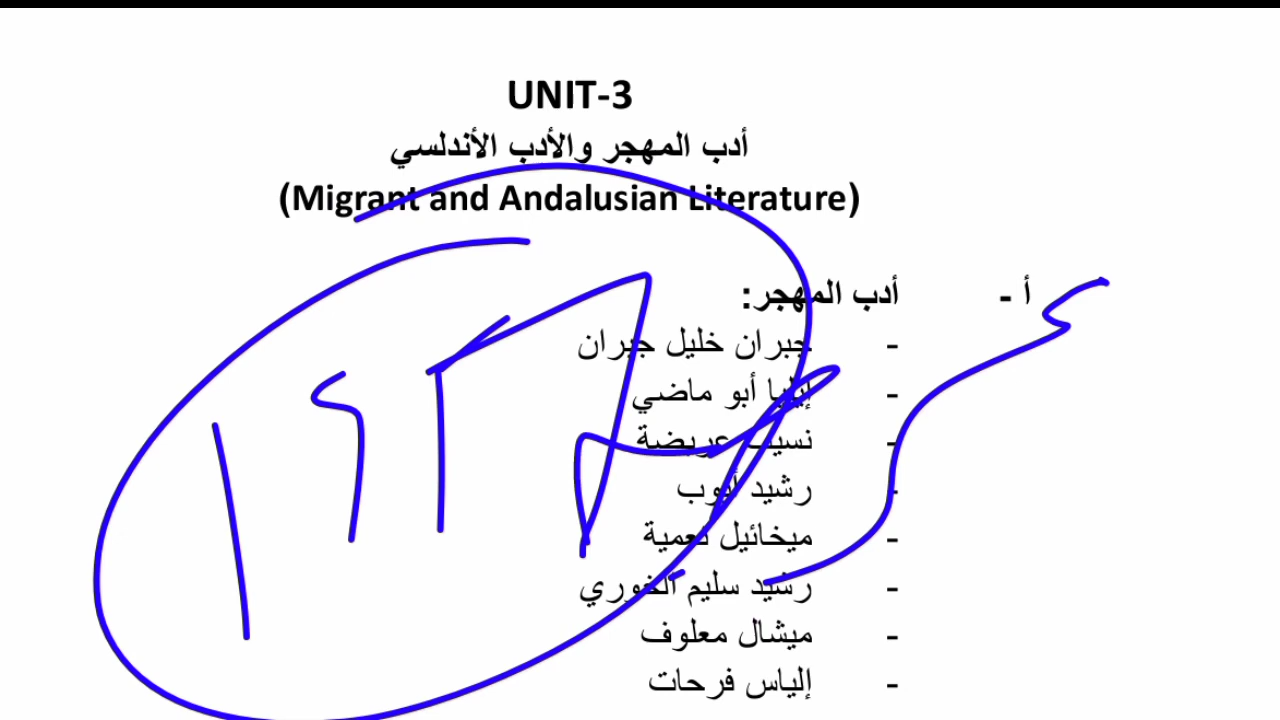 UNIT-3
أدب المهجر والأدب الأندلسي
(Migrant and Andalusian Literature)
أ - أدب المهجر:
- جبران خليل جبران
- إيليا أبو ماضي
- نسيب عريضة
- رشيد أيوب
- ميخائيل نعمية
- رشيد سليم الخوري
- ميشال معلوف
- إلياس فرحات